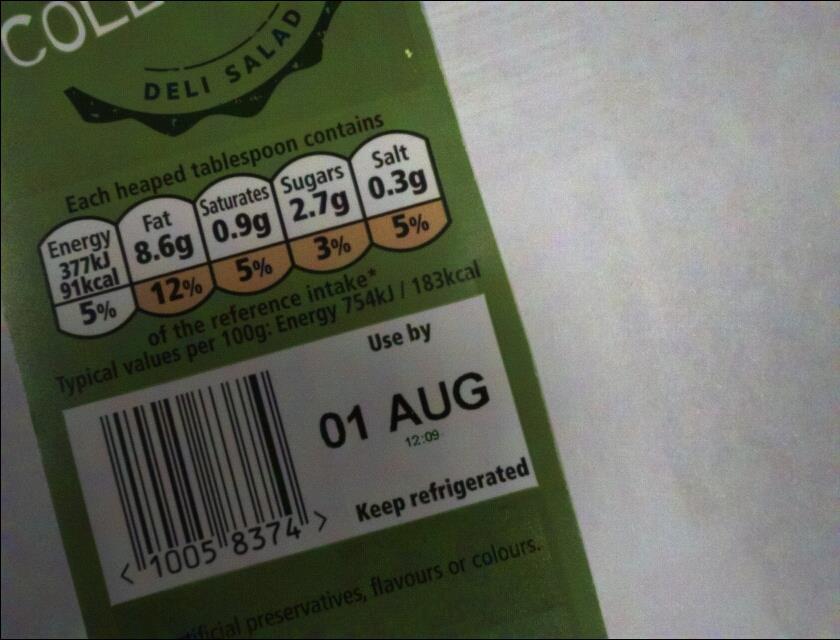 DELI SALAD
Each heaped tablespoon contains
Energy 377kJ 91kcal 5%
Fat 8.6g 12%
Saturates 0.9g 5%
Sugars 2.7g 3%
Salt 0.3g 5%
of the reference intake*
Typical values per 100g: Energy 754kJ / 183kcal
Use by
01 AUG
12:09
Keep refrigerated
< 1005 8374 >
preservatives, flavours or colours.